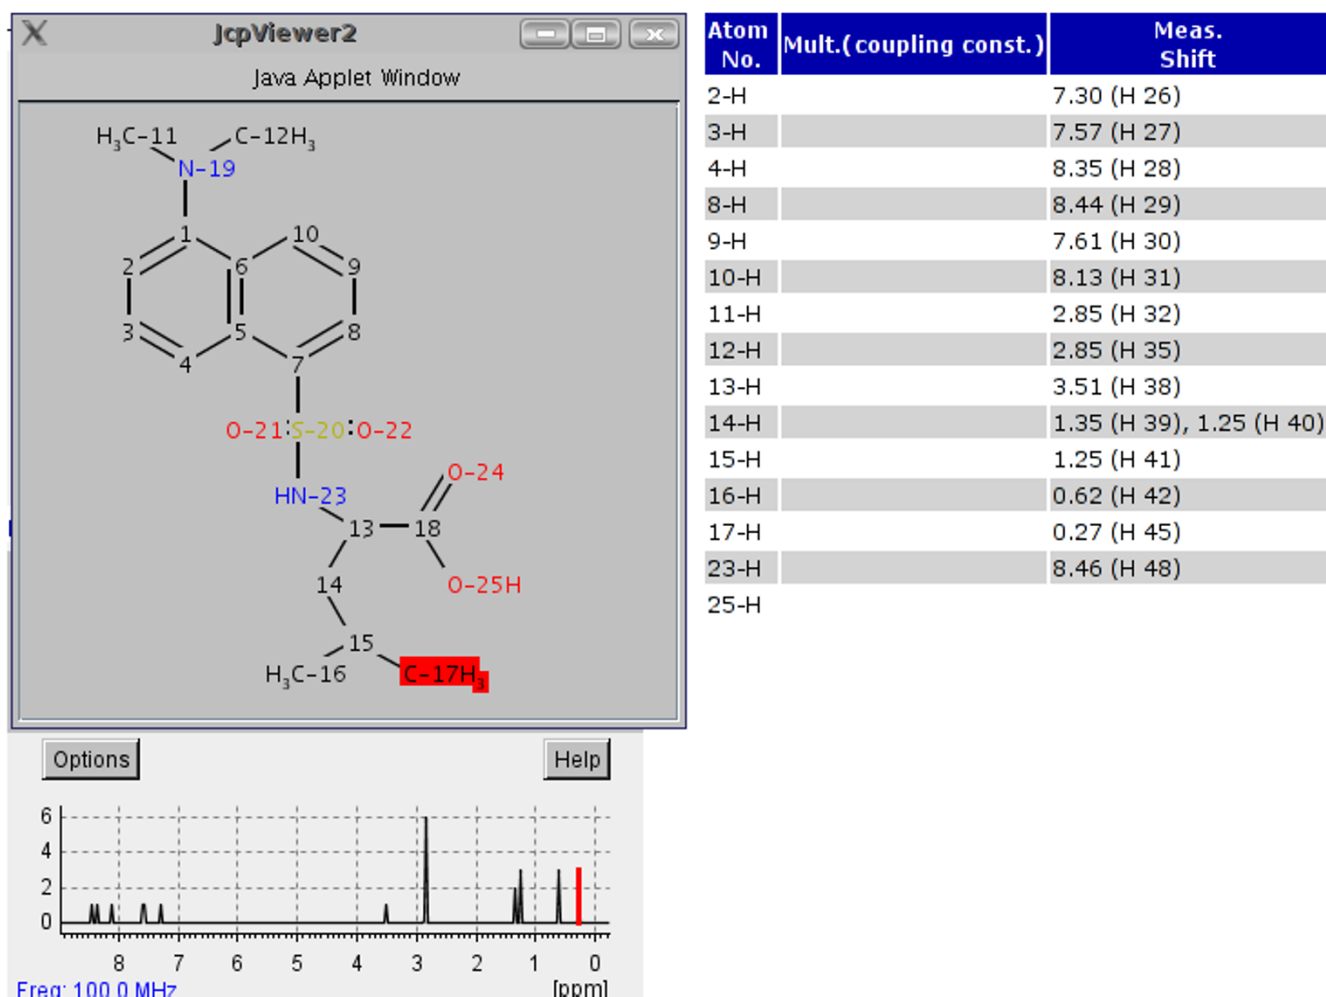 JcpViewer2
Java Applet Window
H3C-11 C-12H3
N-19
1 10
2 6 9
3 5 8
4 7
O-21 S-20 O-22
O-24
HN-23
13 18
14 O-25H
15
H3C-16 C-17H3
Options Help
6
4
2
0
8 7 6 5 4 3 2 1 0
Freq: 100.0 MHz [ppm]
Atom No. Mult.(coupling const.) Meas. Shift
2-H 7.30 (H 26)
3-H 7.57 (H 27)
4-H 8.35 (H 28)
8-H 8.44 (H 29)
9-H 7.61 (H 30)
10-H 8.13 (H 31)
11-H 2.85 (H 32)
12-H 2.85 (H 35)
13-H 3.51 (H 38)
14-H 1.35 (H 39), 1.25 (H 40)
15-H 1.25 (H 41)
16-H 0.62 (H 42)
17-H 0.27 (H 45)
23-H 8.46 (H 48)
25-H